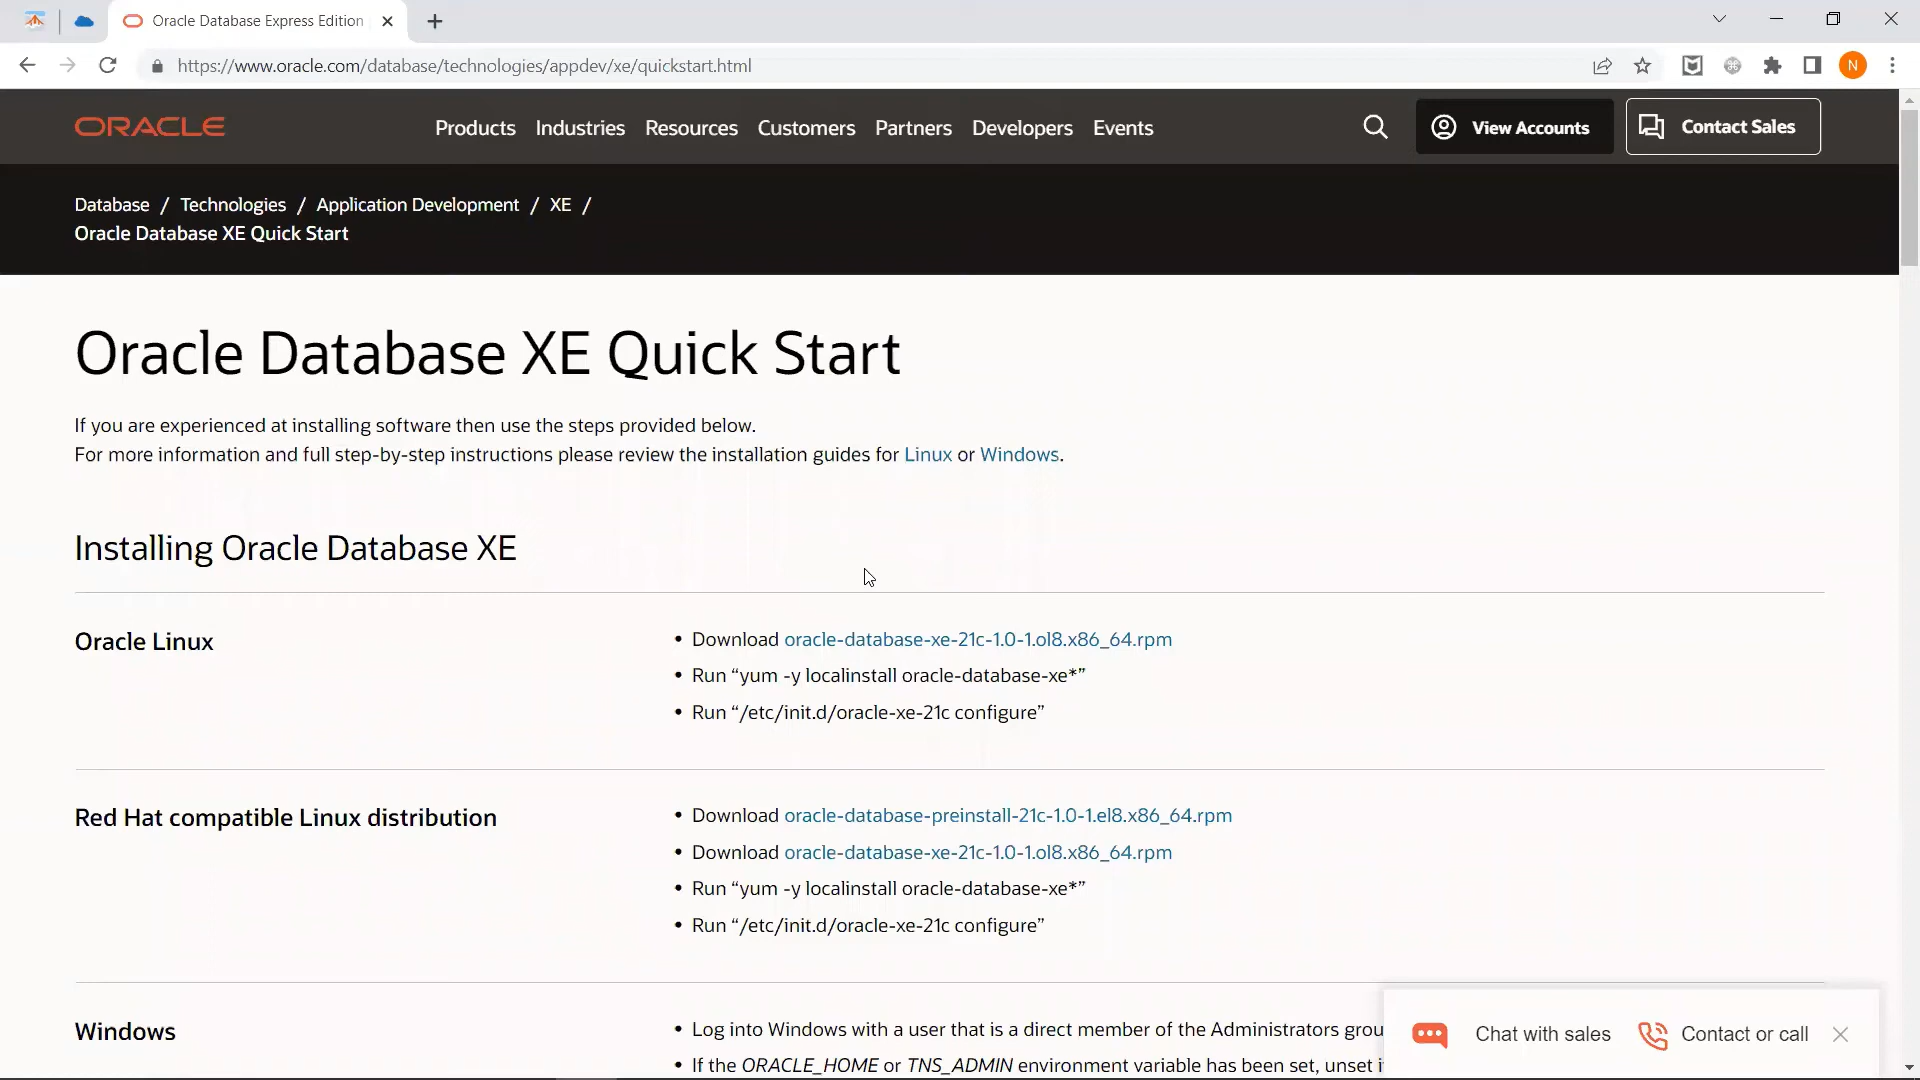 Oracle Database Express Edition
https://www.oracle.com/database/technologies/appdev/xe/quickstart.html
N
ORACLE
Products Industries Resources Customers Partners Developers Events
View Accounts
Contact Sales
Database / Technologies / Application Development / XE /
Oracle Database XE Quick Start
Oracle Database XE Quick Start
If you are experienced at installing software then use the steps provided below.
For more information and full step-by-step instructions please review the installation guides for Linux or Windows.
Installing Oracle Database XE
Oracle Linux
• Download oracle-database-xe-21c-1.0-1.ol8.x86_64.rpm
• Run “yum -y localinstall oracle-database-xe*”
• Run “/etc/init.d/oracle-xe-21c configure”
Red Hat compatible Linux distribution
• Download oracle-database-preinstall-21c-1.0-1.el8.x86_64.rpm
• Download oracle-database-xe-21c-1.0-1.ol8.x86_64.rpm
• Run “yum -y localinstall oracle-database-xe*”
• Run “/etc/init.d/oracle-xe-21c configure”
Windows
• Log into Windows with a user that is a direct member of the Administrators grou
• If the ORACLE_HOME or TNS_ADMIN environment variable has been set, unset i
Chat with sales
Contact or call